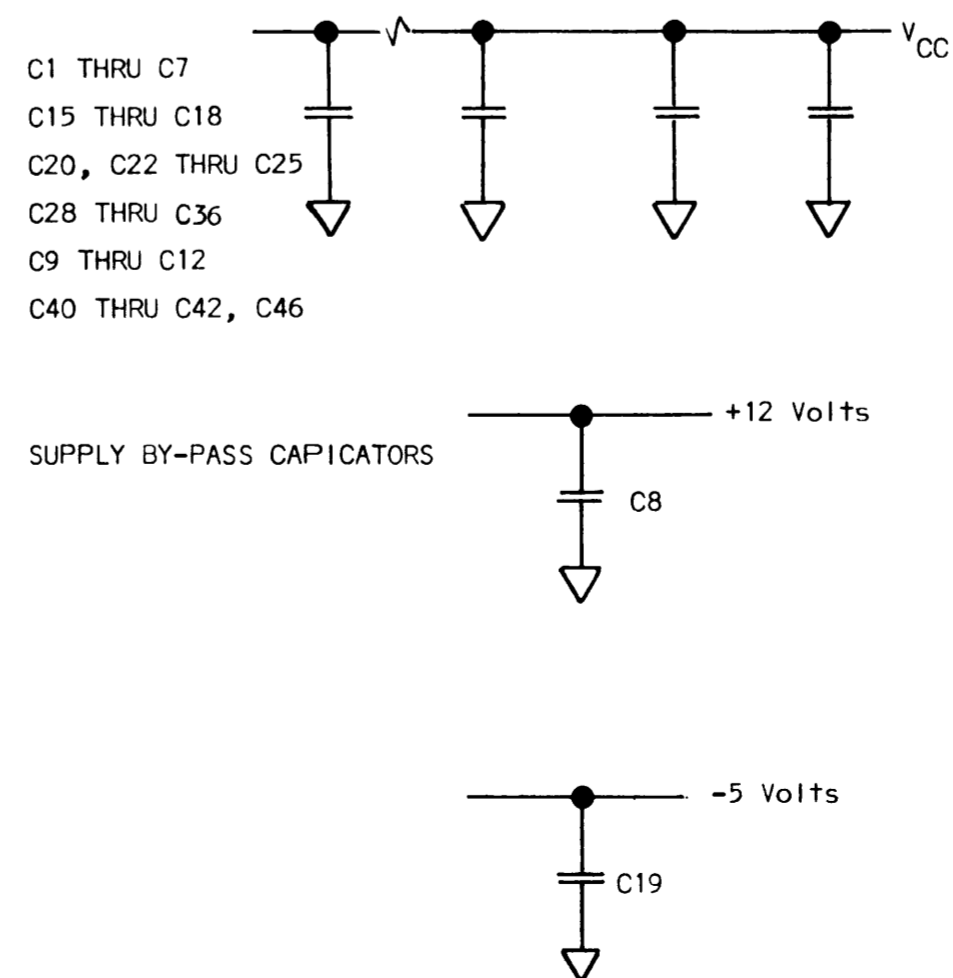 V CC
C1 THRU C7
C15 THRU C18
C20, C22 THRU C25
C28 THRU C36
C9 THRU C12
C40 THRU C42, C46
+12 Volts
SUPPLY BY-PASS CAPICATORS
C8
-5 Volts
C19